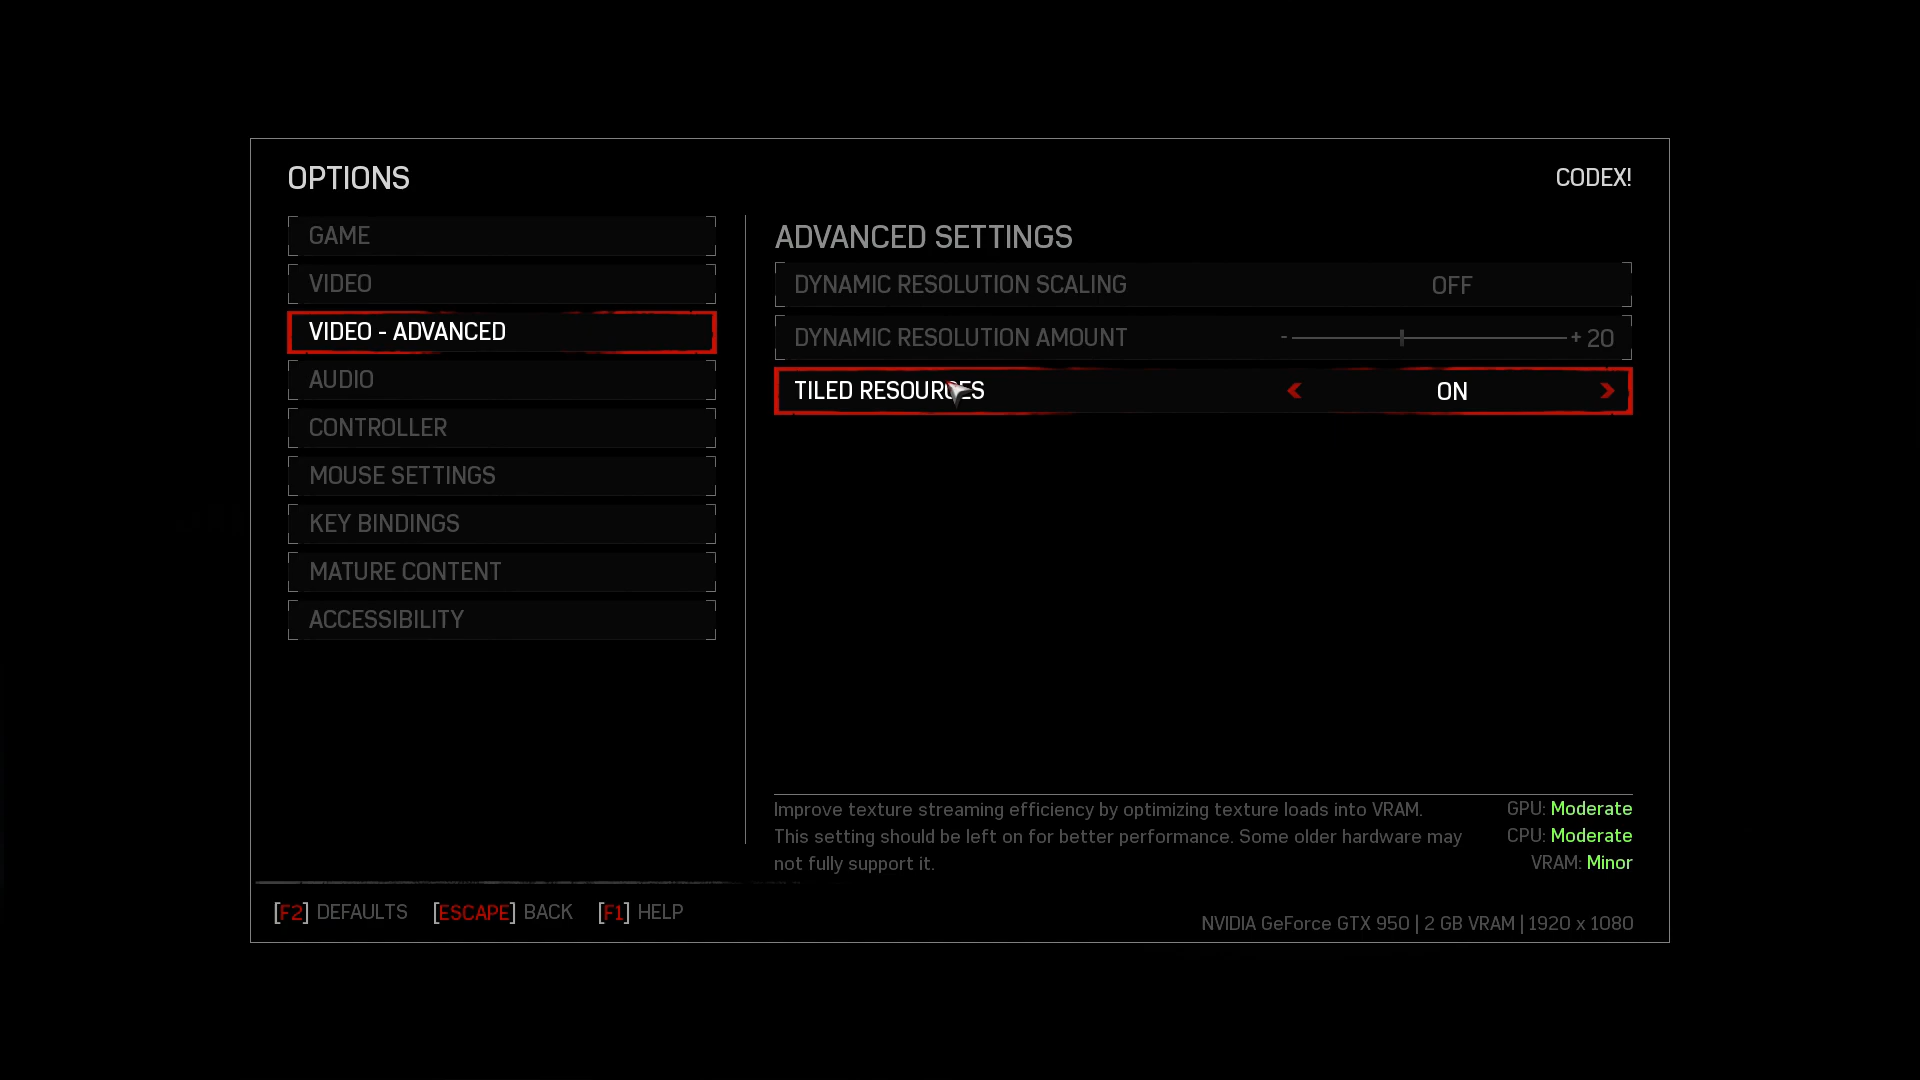 OPTIONS
CODEX!
GAME
VIDEO
VIDEO - ADVANCED
AUDIO
CONTROLLER
MOUSE SETTINGS
KEY BINDINGS
MATURE CONTENT
ACCESSIBILITY
ADVANCED SETTINGS
DYNAMIC RESOLUTION SCALING OFF
DYNAMIC RESOLUTION AMOUNT - + 20
TILED RESOURCES ON
Improve texture streaming efficiency by optimizing texture loads into VRAM.
This setting should be left on for better performance. Some older hardware may
not fully support it.
GPU: Moderate
CPU: Moderate
VRAM: Minor
[F2] DEFAULTS [ESCAPE] BACK [F1] HELP
NVIDIA GeForce GTX 950 | 2 GB VRAM | 1920 x 1080